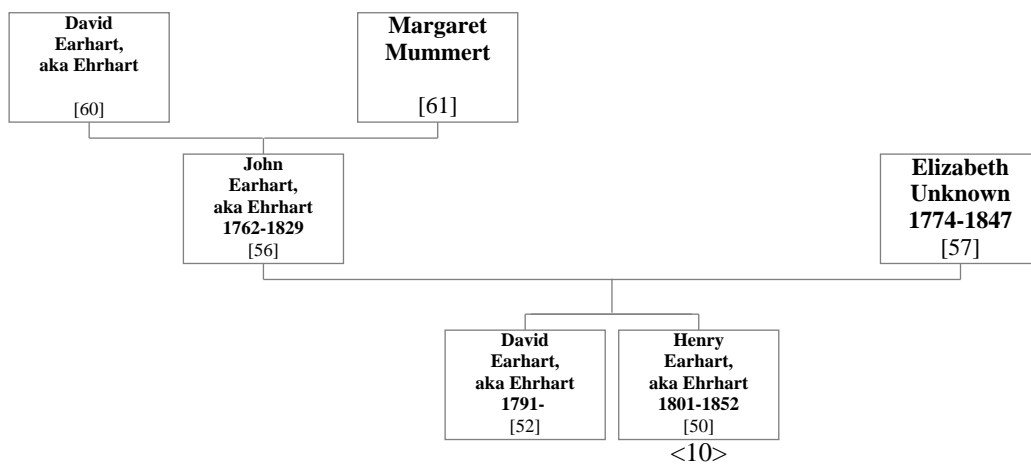 David
Earhart,
aka Ehrhart
[60]
Margaret
Mummert
[61]
John
Earhart,
aka Ehrhart
1762-1829
[56]
Elizabeth
Unknown
1774-1847
[57]
David
Earhart,
aka Ehrhart
1791-
[52]
Henry
Earhart,
aka Ehrhart
1801-1852
[50]
<10>